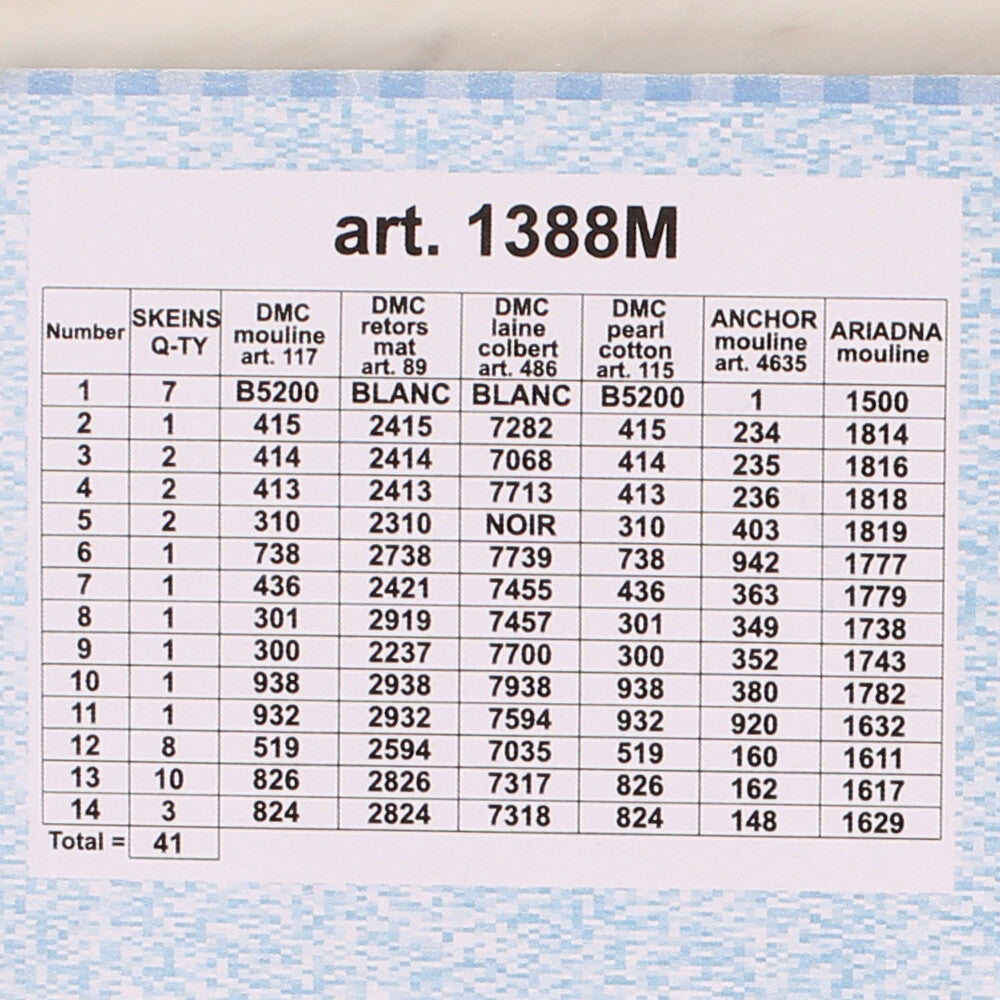 art. 1388M
Number SKEINS Q-TY DMC mouline art. 117 DMC retors mat art. 89 DMC laine colbert art. 486 DMC pearl cotton art. 115 ANCHOR mouline art. 4635 ARIADNA mouline
1 7 B5200 BLANC BLANC B5200 1 1500
2 1 415 2415 7282 415 234 1814
3 2 414 2414 7068 414 235 1816
4 2 413 2413 7713 413 236 1818
5 2 310 2310 NOIR 310 403 1819
6 1 738 2738 7739 738 942 1777
7 1 436 2421 7455 436 363 1779
8 1 301 2919 7457 301 349 1738
9 1 300 2237 7700 300 352 1743
10 1 938 2938 7938 938 380 1782
11 1 932 2932 7594 932 920 1632
12 8 519 2594 7035 519 160 1611
13 10 826 2826 7317 826 162 1617
14 3 824 2824 7318 824 148 1629
Total = 41